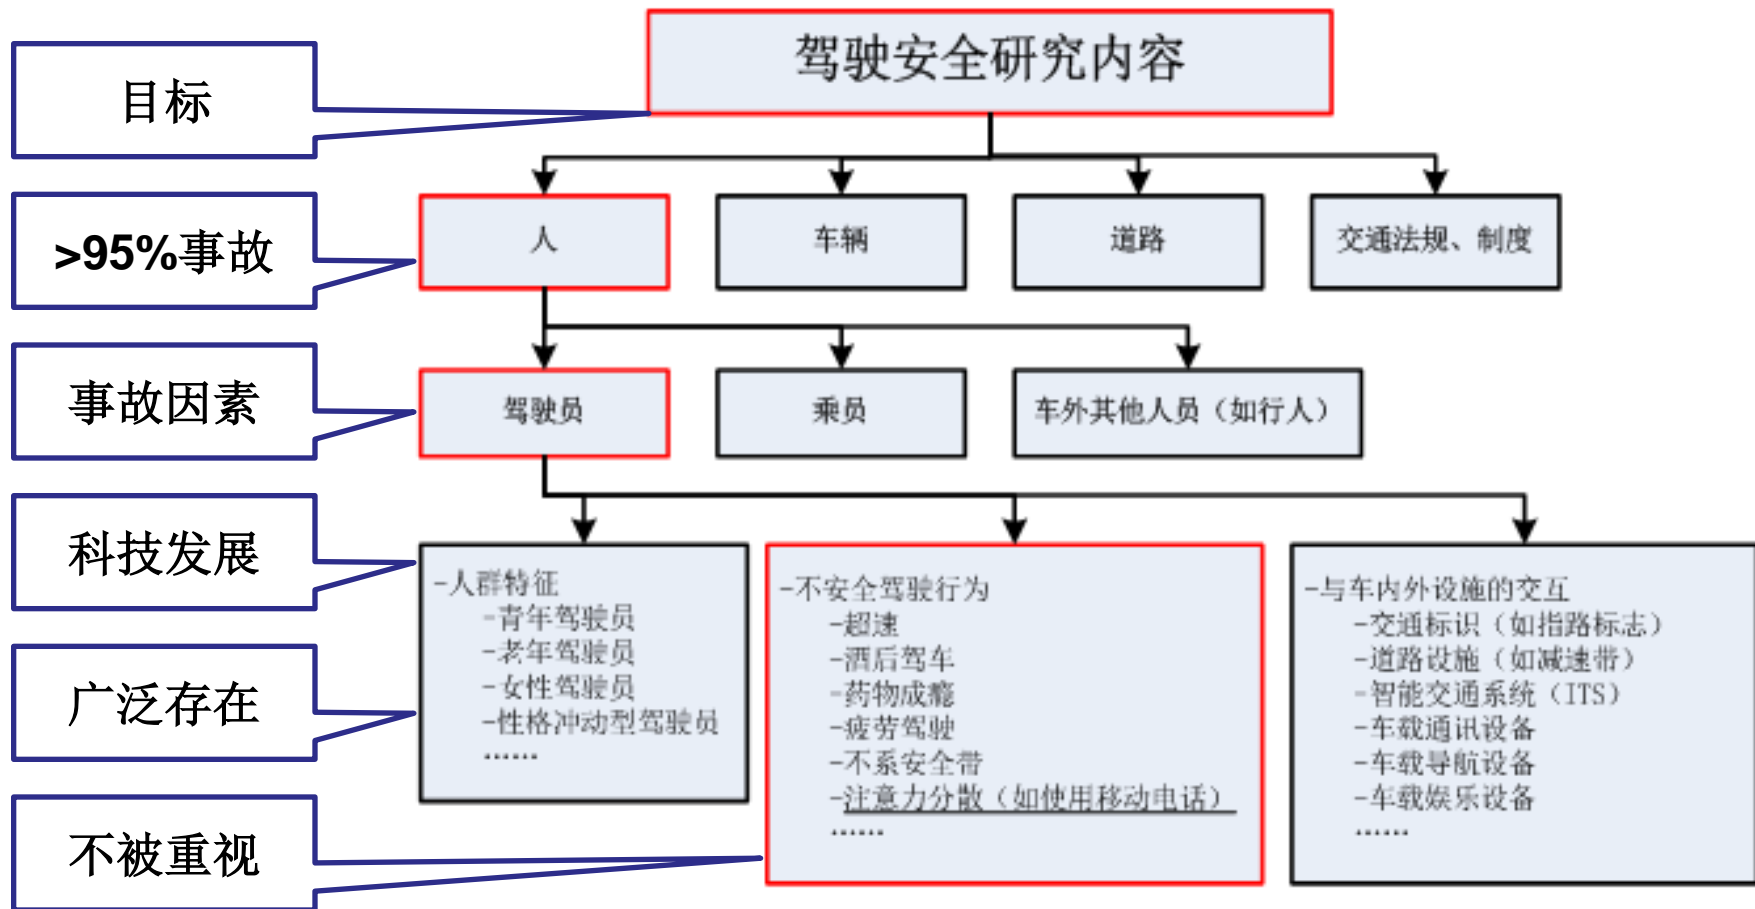 驾驶安全研究内容
目标
>95%事故
人
车辆
道路
交通法规、制度
事故因素
驾驶员
乘员
车外其他人员（如行人）
科技发展
广泛存在
不被重视
-人群特征
-青年驾驶员
-老年驾驶员
-女性驾驶员
-性格冲动型驾驶员
……
-不安全驾驶行为
-超速
-酒后驾车
-药物成瘾
-疲劳驾驶
-不系安全带
-注意力分散（如使用移动电话）
……
-与车内外设施的交互
-交通标识（如指路标志）
-道路设施（如减速带）
-智能交通系统（ITS）
-车载通讯设备
-车载导航设备
-车载娱乐设备
……